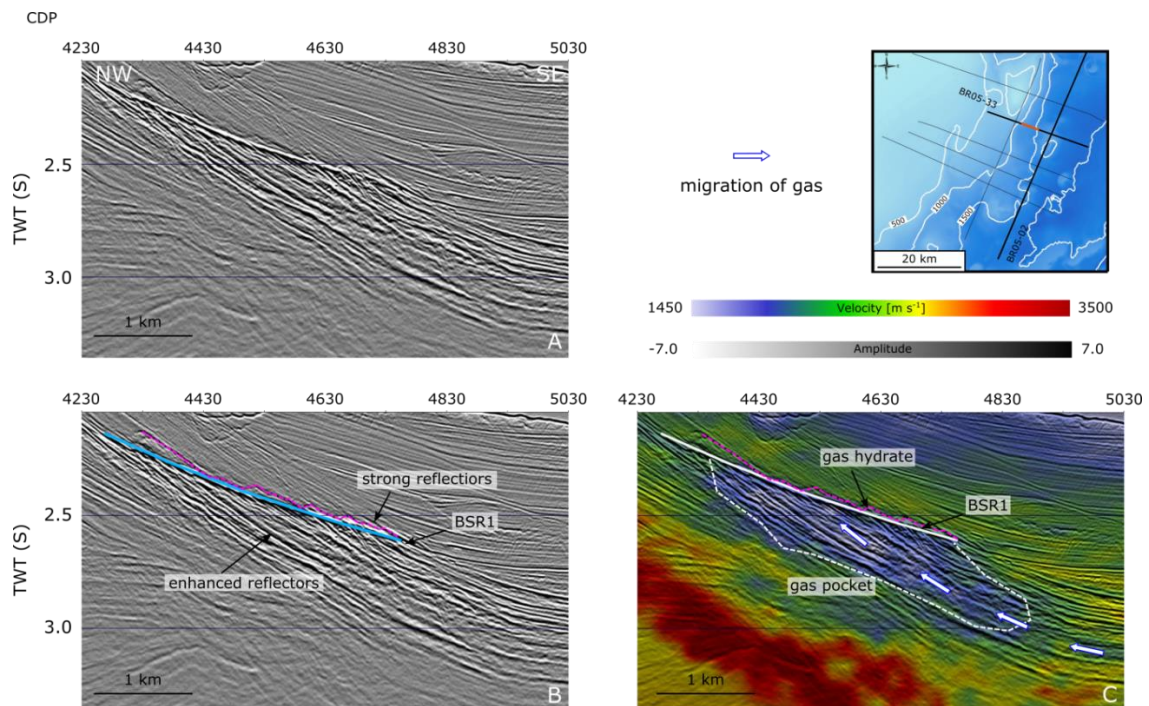 CDP
4230 4430 4630 4830 5030
NW SE
2.5
3.0
TWT (S)
1 km
A
migration of gas
BR05-33
500
1000
1500
BR05-02
20 km
1450 Velocity [m s⁻¹] 3500
-7.0 Amplitude 7.0
4230 4430 4630 4830 5030
strong reflectiors
BSR1
enhanced reflectors
2.5
3.0
TWT (S)
1 km
B
4230 4430 4630 4830 5030
gas hydrate
BSR1
gas pocket
1 km
C